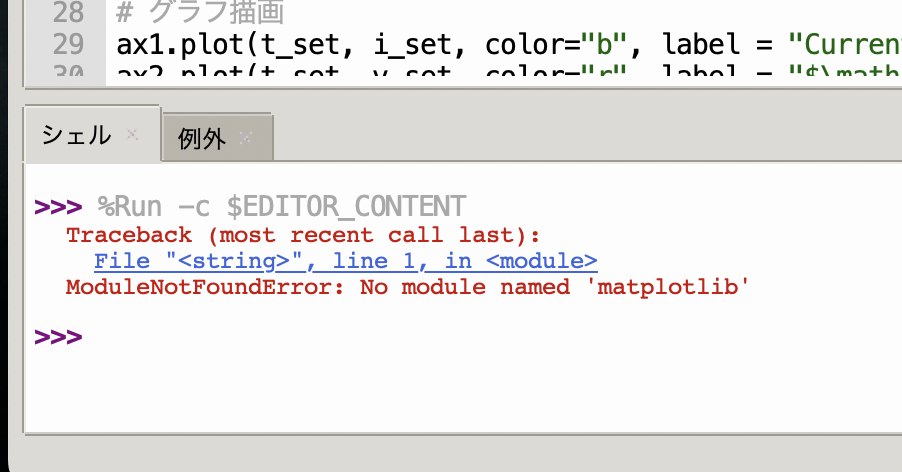 28 # グラフ描画
29 ax1.plot(t_set, i_set, color="b", label = "Curren
30 ax2.plot(t_set, v_set, color="r", label = "$\math
シェル ×
例外 ×
>>> %Run -c $EDITOR_CONTENT
Traceback (most recent call last):
File "<string>", line 1, in <module>
ModuleNotFoundError: No module named 'matplotlib'
>>>